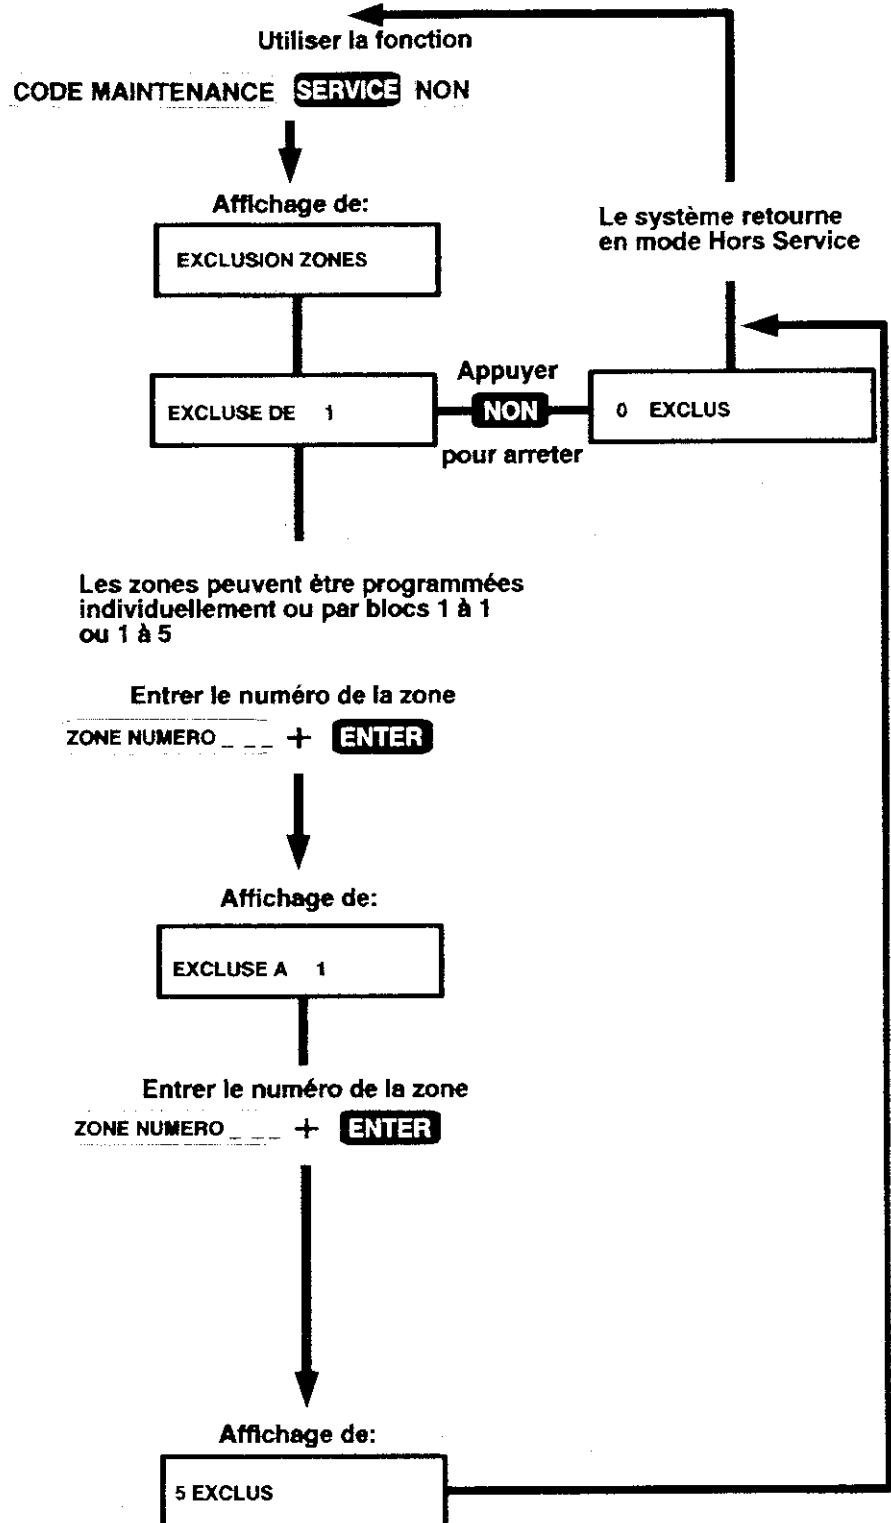 Utiliser la fonction
CODE MAINTENANCE SERVICE NON
Affichage de:
EXCLUSION ZONES
Le système retourne
en mode Hors Service
EXCLUSE DE 1
Appuyer
NON
pour arreter
0 EXCLUS
Les zones peuvent être programmées
individuellement ou par blocs 1 à 1
ou 1 à 5
Entrer le numéro de la zone
ZONE NUMERO _ _ _ + ENTER
Affichage de:
EXCLUSE A 1
Entrer le numéro de la zone
ZONE NUMERO _ _ _ + ENTER
Affichage de:
5 EXCLUS